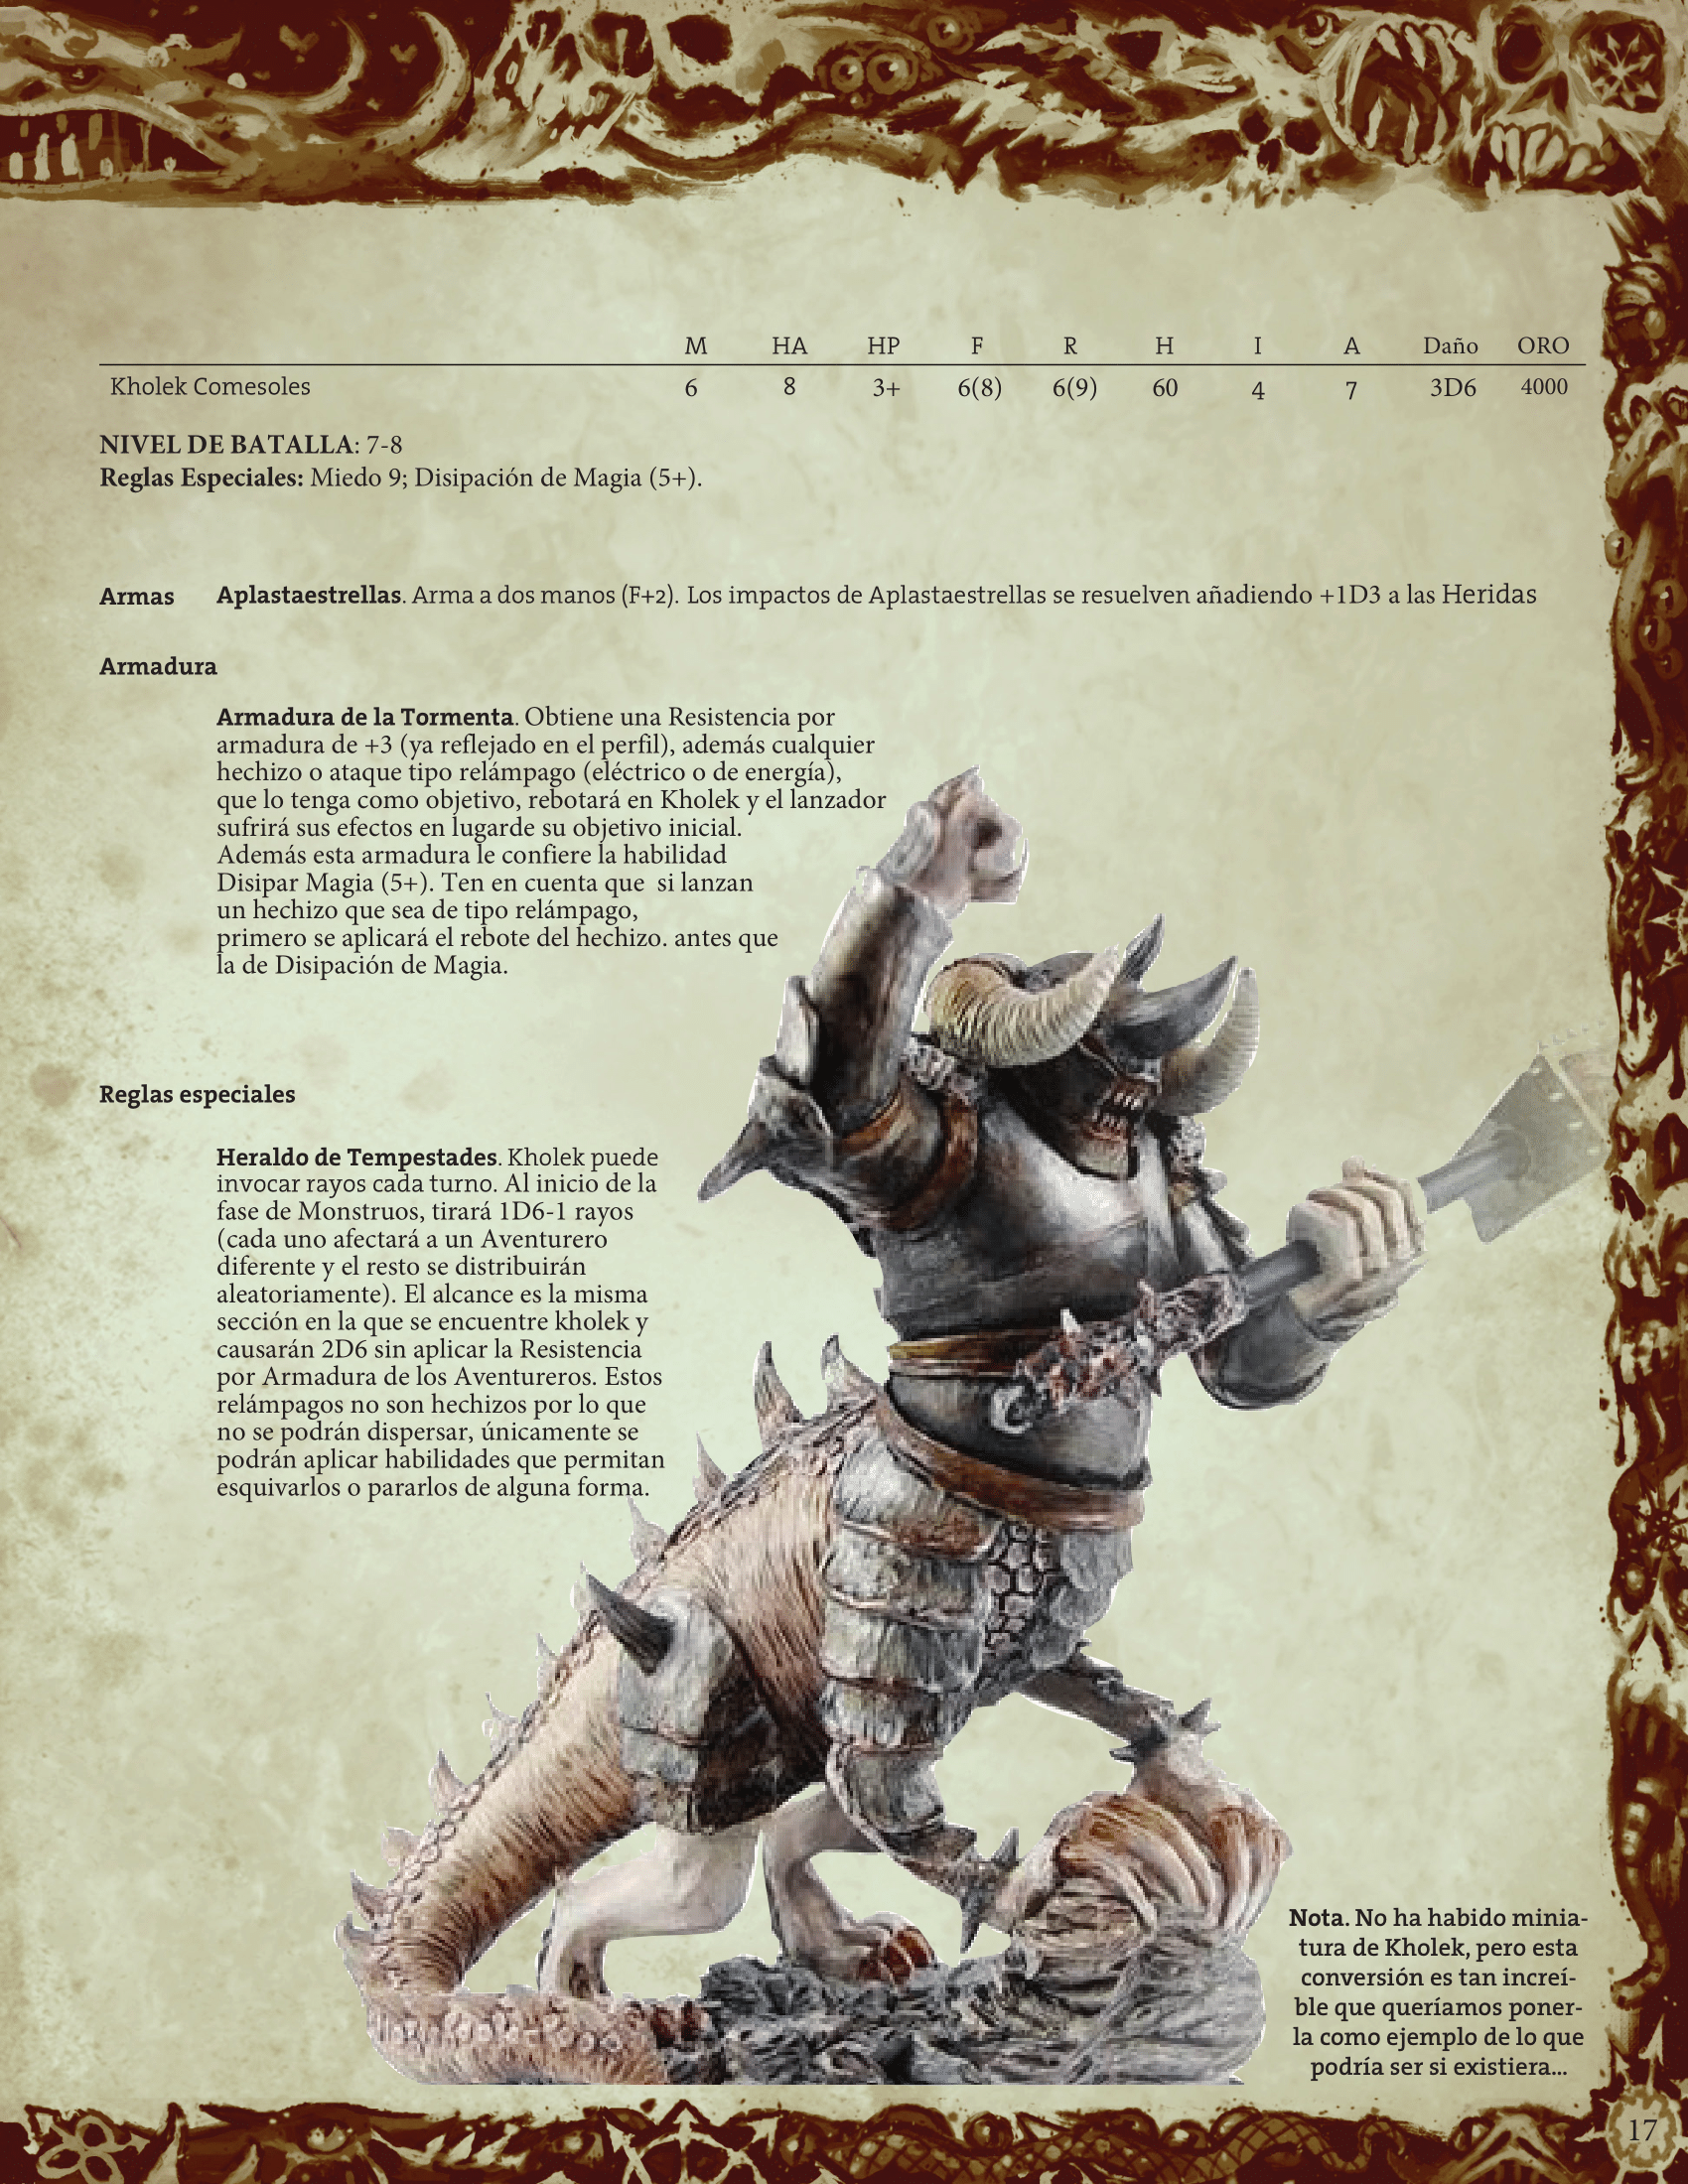 M HA HP F R H I A Daño ORO
Kholek Comesoles 6 8 3+ 6(8) 6(9) 60 4 7 3D6 4000
NIVEL DE BATALLA: 7-8
Reglas Especiales: Miedo 9; Disipación de Magia (5+).
Armas Aplastaestrellas. Arma a dos manos (F+2). Los impactos de Aplastaestrellas se resuelven añadiendo +1D3 a las Heridas
Armadura
Armadura de la Tormenta. Obtiene una Resistencia por
armadura de +3 (ya reflejado en el perfil), además cualquier
hechizo o ataque tipo relámpago (eléctrico o de energía),
que lo tenga como objetivo, rebotará en Kholek y el lanzador
sufrirá sus efectos en lugarde su objetivo inicial.
Además esta armadura le confiere la habilidad
Disipar Magia (5+). Ten en cuenta que  si lanzan
un hechizo que sea de tipo relámpago,
primero se aplicará el rebote del hechizo. antes que
la de Disipación de Magia.
Reglas especiales
Heraldo de Tempestades. Kholek puede
invocar rayos cada turno. Al inicio de la
fase de Monstruos, tirará 1D6-1 rayos
(cada uno afectará a un Aventurero
diferente y el resto se distribuirán
aleatoriamente). El alcance es la misma
sección en la que se encuentre kholek y
causarán 2D6 sin aplicar la Resistencia
por Armadura de los Aventureros. Estos
relámpagos no son hechizos por lo que
no se podrán dispersar, únicamente se
podrán aplicar habilidades que permitan
esquivarlos o pararlos de alguna forma.
Nota. No ha habido minia-
tura de Kholek, pero esta
conversión es tan increí-
ble que queríamos poner-
la como ejemplo de lo que
podría ser si existiera...
17